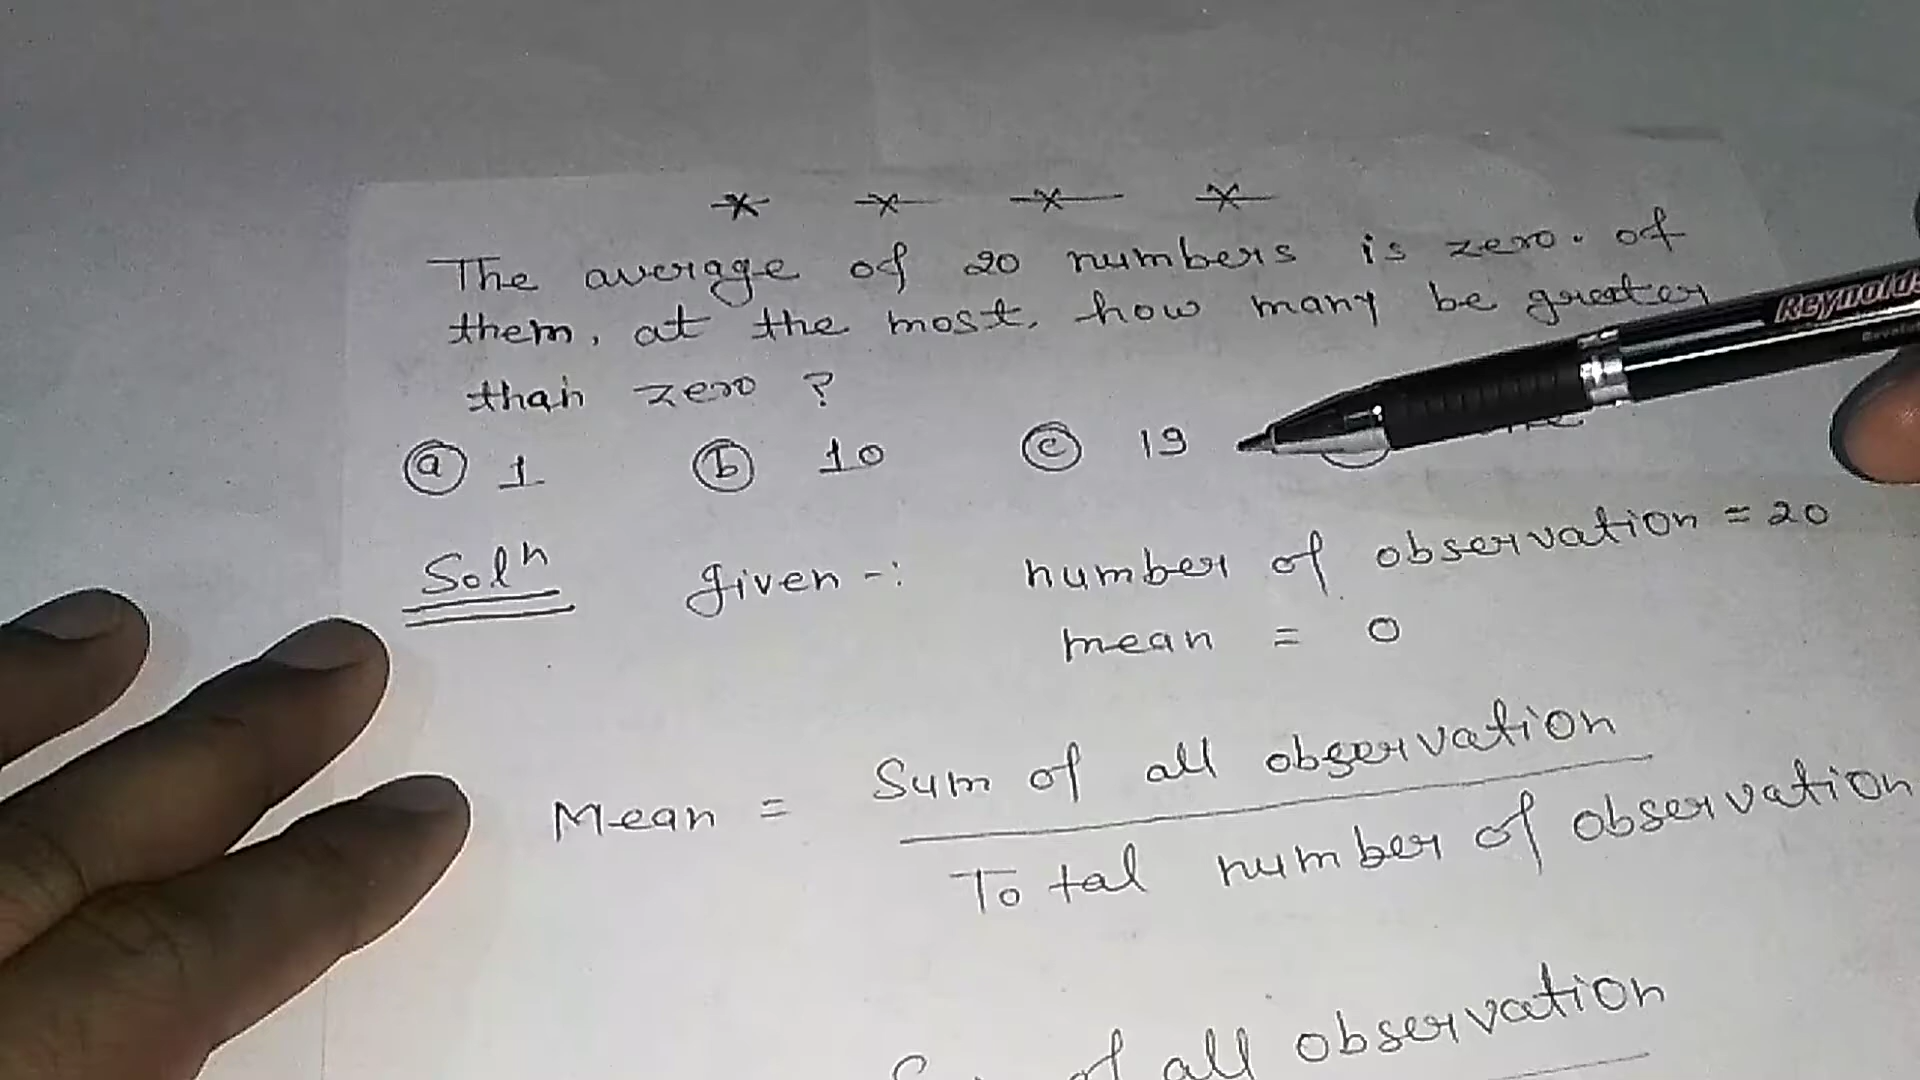 The average of 20 numbers is zero. of
them, at the most, how many be greater
than zero ?
Reynolds
(a) 1 (b) 10 (c) 19
Solⁿ given -: number of observation = 20
mean = 0
Mean = Sum of all observation
Total number of observation
of all observation